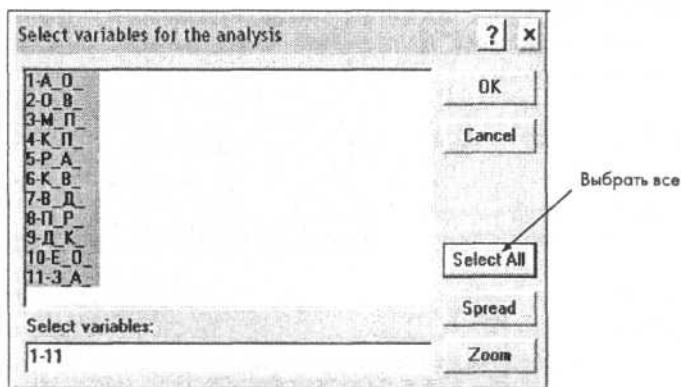 Select variables for the analysis
? ×
1-А_О_
2-О_В_
3-М_П_
4-К_П_
5-Р_А_
6-К_В_
7-В_Д_
8-П_Р_
9-Д_К_
10-Е_О_
11-З_А_
OK
Cancel
Выбрать все
Select All
Spread
Zoom
Select variables:
1-11